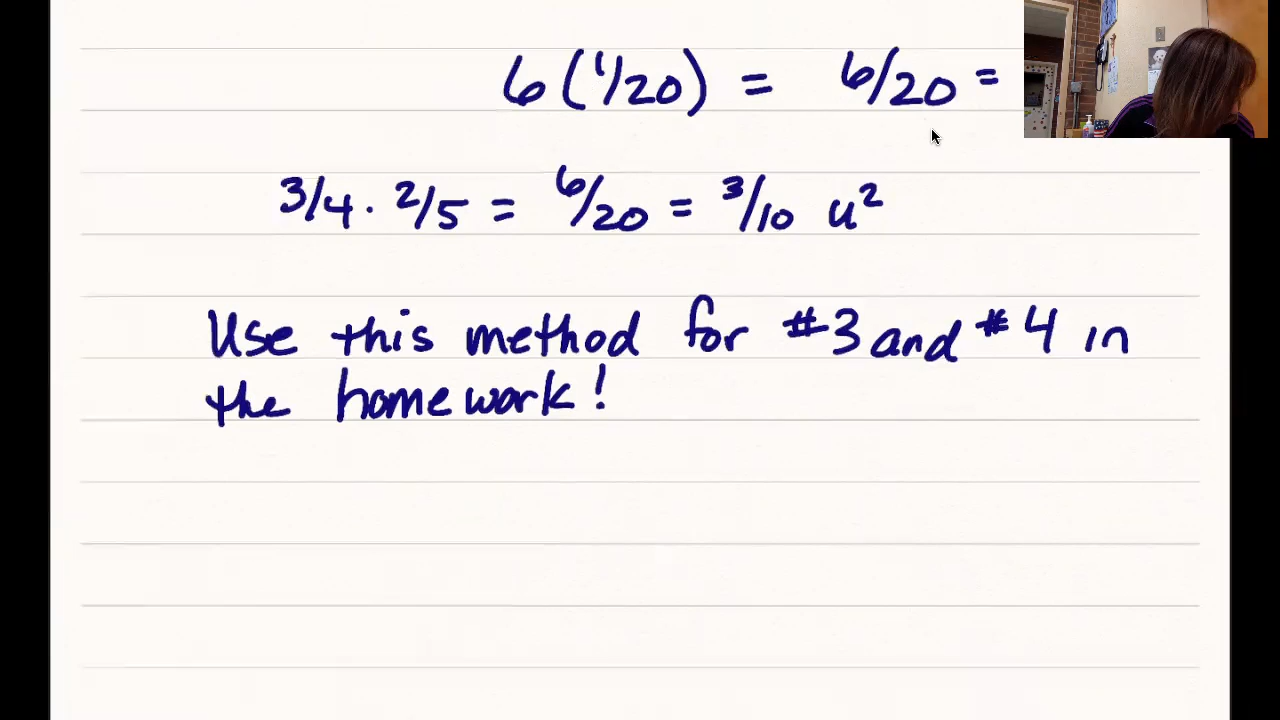 6 (1/20) = 6/20 =
3/4 · 2/5 = 6/20 = 3/10 u²
Use this method for #3 and #4 in
the homework!